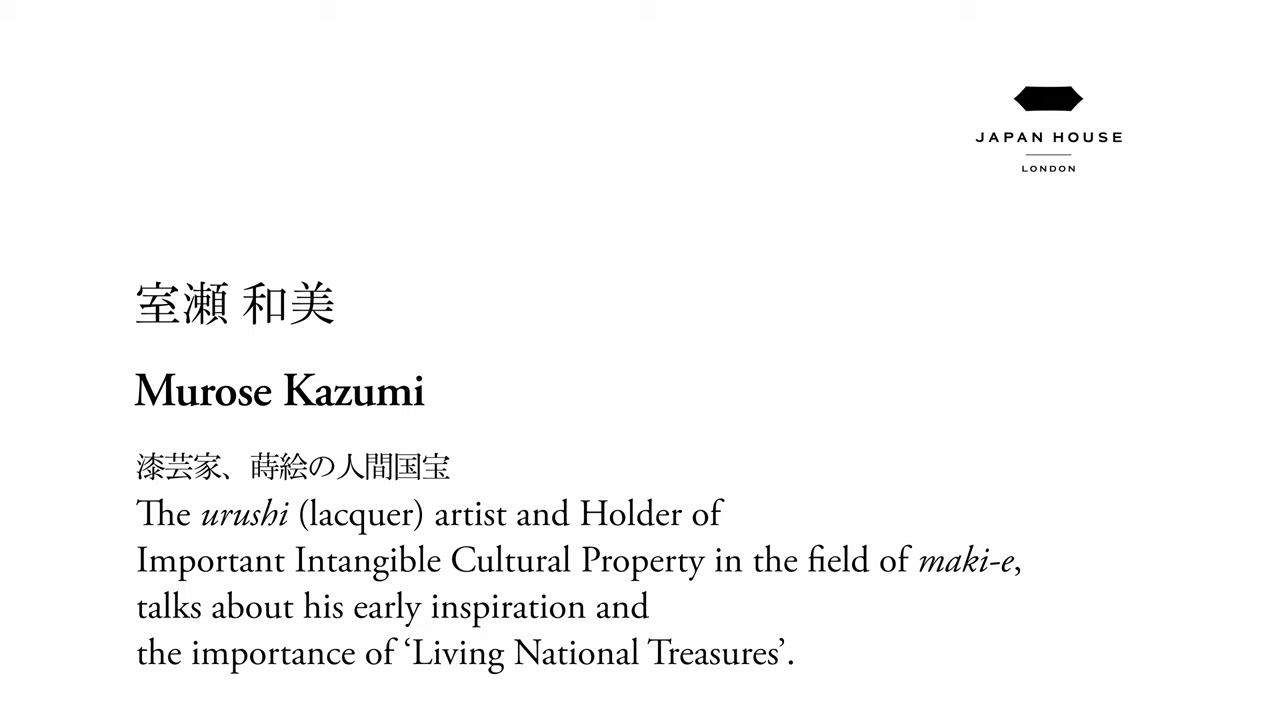 JAPAN HOUSE
LONDON
室瀬 和美
Murose Kazumi
漆芸家、蒔絵の人間国宝
The urushi (lacquer) artist and Holder of
Important Intangible Cultural Property in the field of maki-e,
talks about his early inspiration and
the importance of ‘Living National Treasures’.